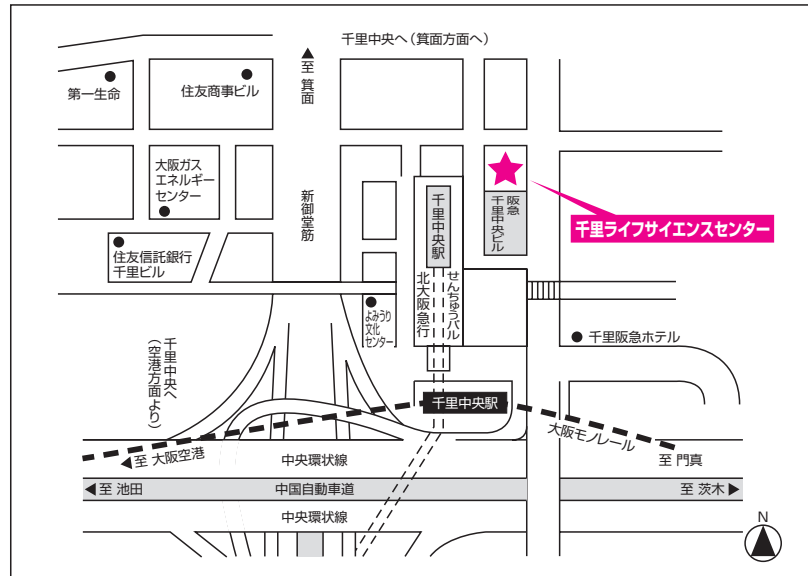 千里中央へ（箕面方面へ）
▲至 箕面
第一生命
住友商事ビル
大阪ガス
エネルギー
センター
新御堂筋
千里中央駅
阪急
千里中央ビル
千里ライフサイエンスセンター
住友信託銀行
千里ビル
北大阪急行
せんちゅうパル
よみうり
文化
センター
千里阪急ホテル
千里中央へ
（空港方面より）
千里中央駅
大阪モノレール
◀至 大阪空港
中央環状線
至 門真
◀至 池田
中国自動車道
至 茨木▶
中央環状線
N